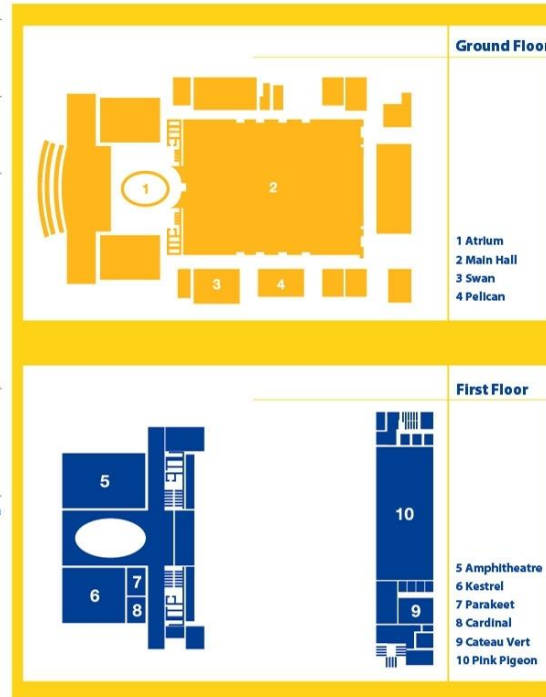 Ground Floor
1
2
3
4
1 Atrium
2 Main Hall
3 Swan
4 Pelican
First Floor
5
10
6
7
8
9
5 Amphitheatre
6 Kestrel
7 Parakeet
8 Cardinal
9 Cateau Vert
10 Pink Pigeon